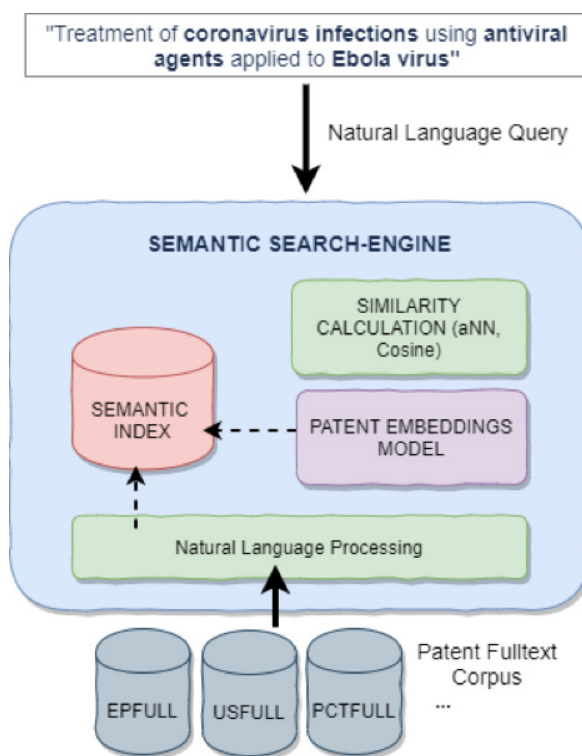 "Treatment of coronavirus infections using antiviral
agents applied to Ebola virus"
Natural Language Query
SEMANTIC SEARCH-ENGINE
SIMILARITY
CALCULATION (aNN,
Cosine)
SEMANTIC
INDEX
PATENT EMBEDDINGS
MODEL
Natural Language Processing
EPFULL
USFULL
PCTFULL
Patent Fulltext
Corpus
...